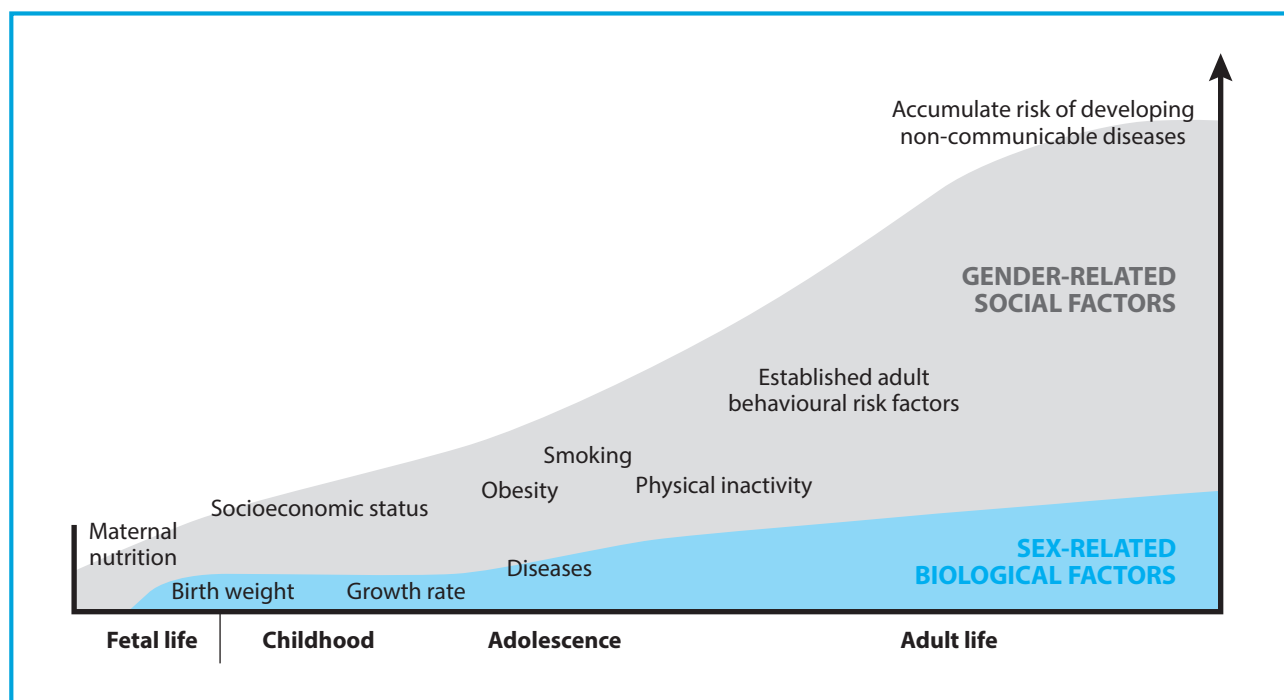 Accumulate risk of developing
non-communicable diseases
GENDER-RELATED
SOCIAL FACTORS
Established adult
behavioural risk factors
Smoking
Obesity
Physical inactivity
Socioeconomic status
Maternal
nutrition
SEX-RELATED
BIOLOGICAL FACTORS
Diseases
Birth weight
Growth rate
Fetal life
Childhood
Adolescence
Adult life